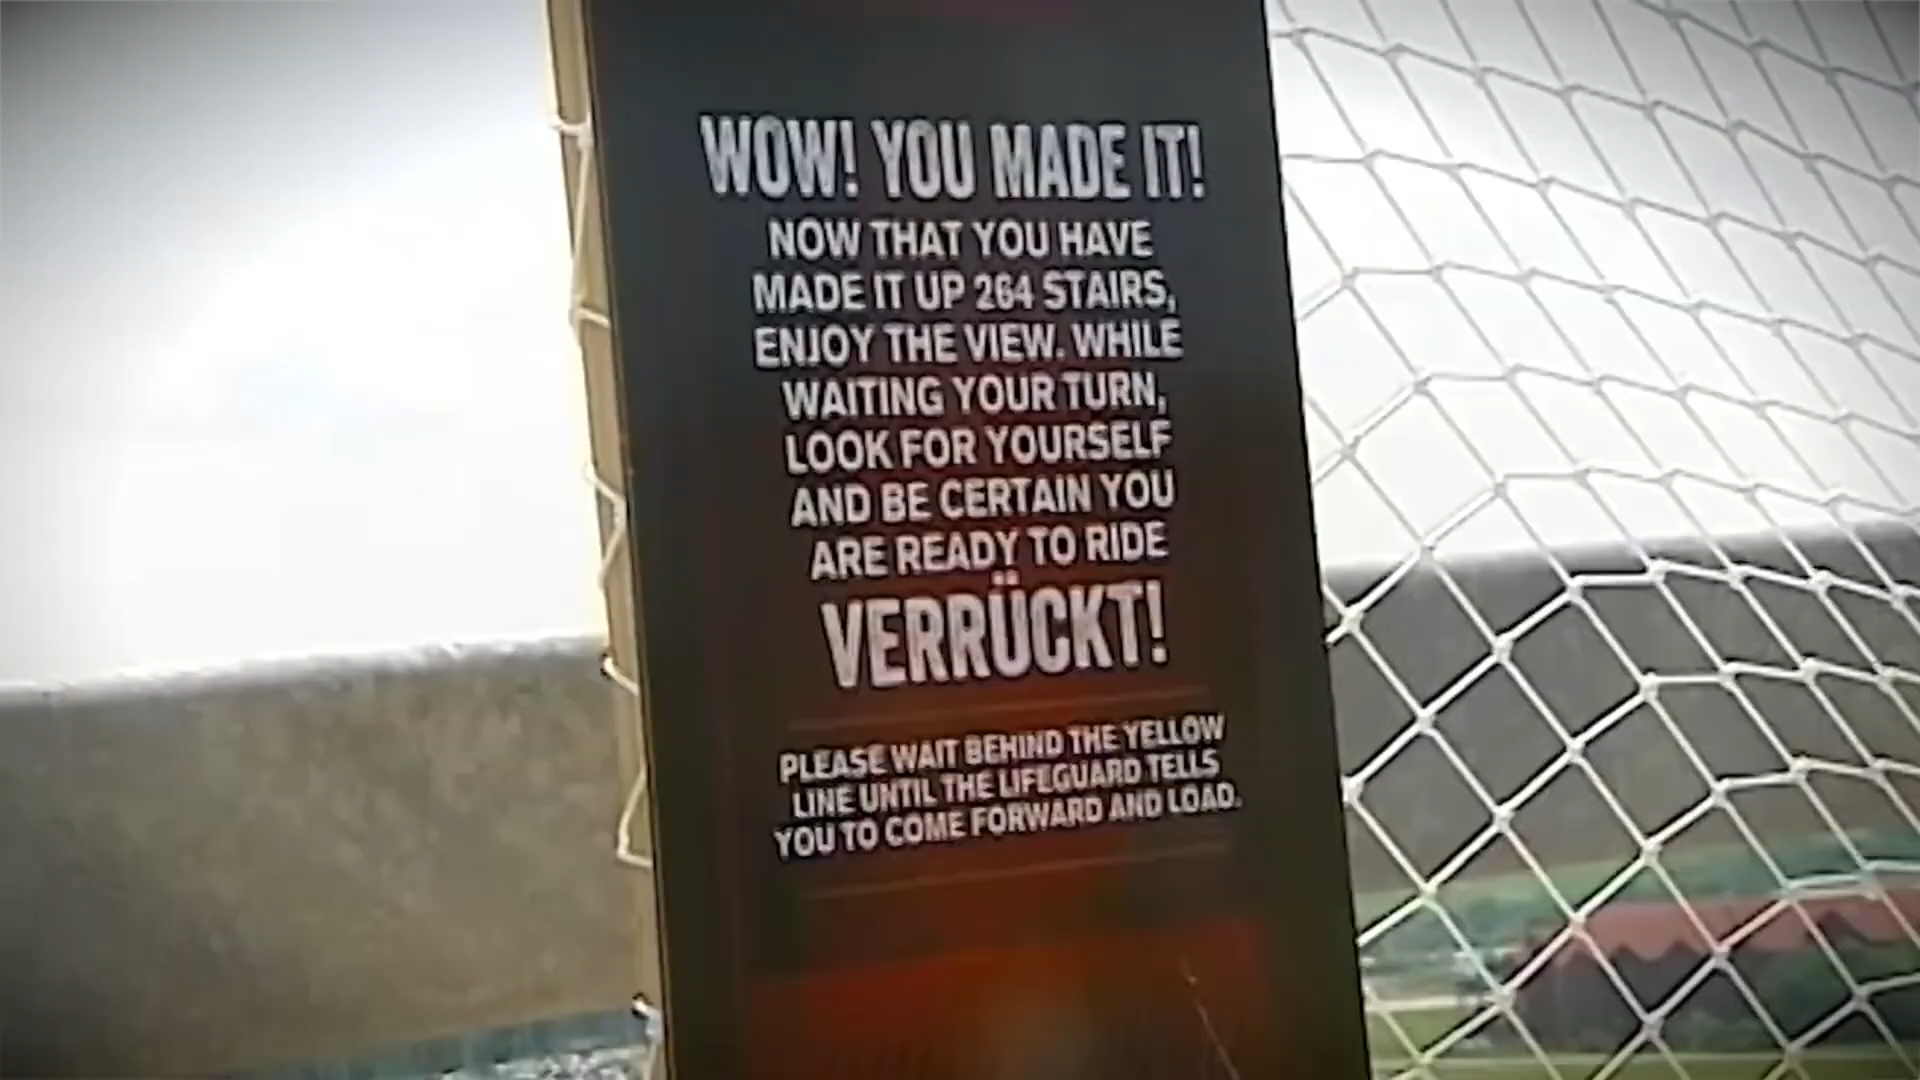 WOW! YOU MADE IT!
NOW THAT YOU HAVE
MADE IT UP 264 STAIRS,
ENJOY THE VIEW. WHILE
WAITING YOUR TURN,
LOOK FOR YOURSELF
AND BE CERTAIN YOU
ARE READY TO RIDE
VERRÜCKT!
PLEASE WAIT BEHIND THE YELLOW
LINE UNTIL THE LIFEGUARD TELLS
YOU TO COME FORWARD AND LOAD.